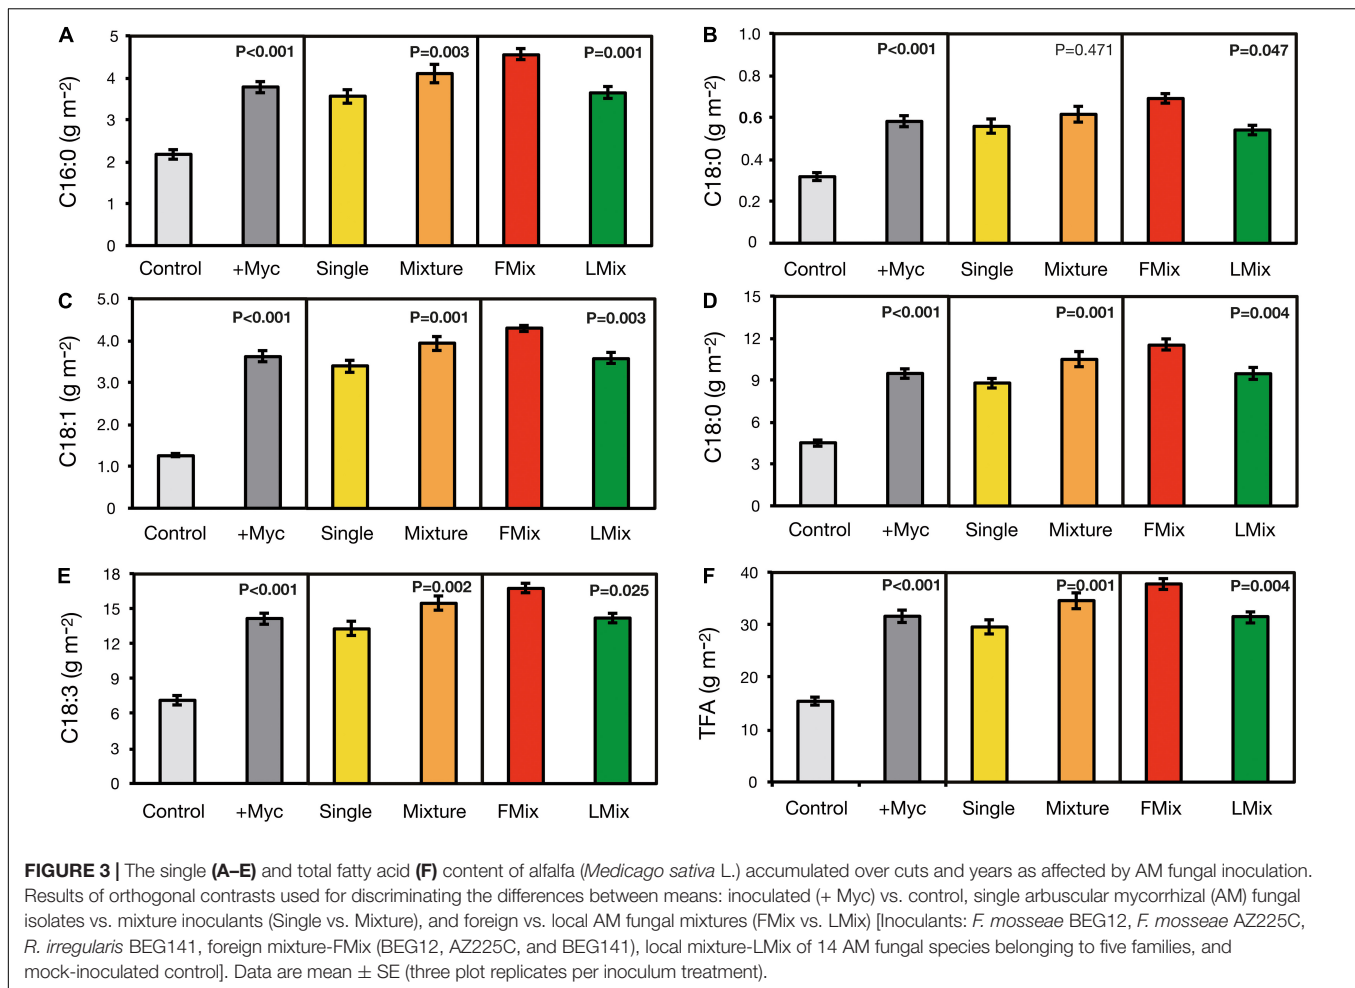 A
C16:0 (g m⁻²)
5
4
3
2
1
0
P<0.001
P=0.003
P=0.001
Control +Myc Single Mixture FMix LMix
B
C18:0 (g m⁻²)
1.0
0.8
0.6
0.4
0.2
0
P<0.001
P=0.471
P=0.047
Control +Myc Single Mixture FMix LMix
C
C18:1 (g m⁻²)
5.0
4.0
3.0
2.0
1.0
0
P<0.001
P=0.001
P=0.003
Control +Myc Single Mixture FMix LMix
D
C18:0 (g m⁻²)
15
12
9
6
3
0
P<0.001
P=0.001
P=0.004
Control +Myc Single Mixture FMix LMix
E
C18:3 (g m⁻²)
18
15
12
9
6
3
0
P<0.001
P=0.002
P=0.025
Control +Myc Single Mixture FMix LMix
F
TFA (g m⁻²)
40
30
20
10
0
P<0.001
P=0.001
P=0.004
Control +Myc Single Mixture FMix LMix
FIGURE 3 | The single (A–E) and total fatty acid (F) content of alfalfa (Medicago sativa L.) accumulated over cuts and years as affected by AM fungal inoculation.
Results of orthogonal contrasts used for discriminating the differences between means: inoculated (+ Myc) vs. control, single arbuscular mycorrhizal (AM) fungal
isolates vs. mixture inoculants (Single vs. Mixture), and foreign vs. local AM fungal mixtures (FMix vs. LMix) [Inoculants: F. mosseae BEG12, F. mosseae AZ225C,
R. irregularis BEG141, foreign mixture-FMix (BEG12, AZ225C, and BEG141), local mixture-LMix of 14 AM fungal species belonging to five families, and
mock-inoculated control]. Data are mean ± SE (three plot replicates per inoculum treatment).